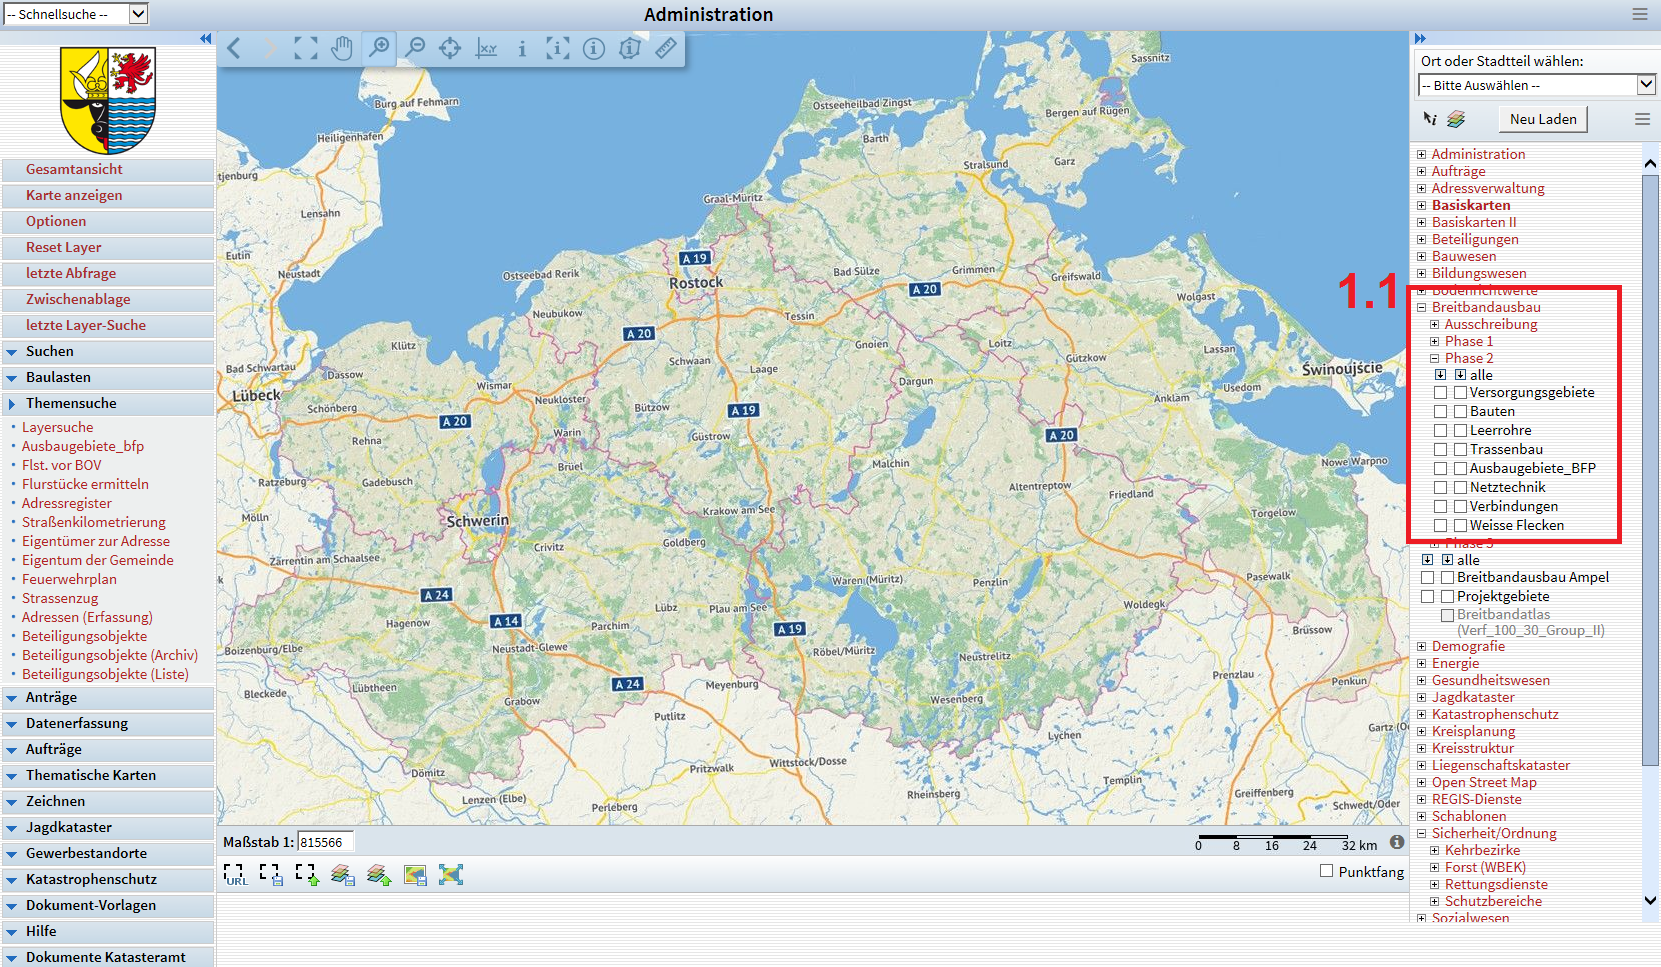 -- Schnellsuche --
Administration
Gesamtansicht
Karte anzeigen
Optionen
Reset Layer
letzte Abfrage
Zwischenablage
letzte Layer-Suche
Suchen
Baulasten
Themensuche
Layersuche
Ausbaugebiete_bfp
Flst. vor BOV
Flurstücke ermitteln
Adressregister
Straßenkilometrierung
Eigentümer zur Adresse
Eigentum der Gemeinde
Feuerwehrplan
Strassenzug
Adressen (Erfassung)
Beteiligungsobjekte
Beteiligungsobjekte (Archiv)
Beteiligungsobjekte (Liste)
Anträge
Datenerfassung
Aufträge
Thematische Karten
Zeichnen
Jagdkataster
Gewerbestandorte
Katastrophenschutz
Dokument-Vorlagen
Hilfe
Dokumente Katasteramt
x,y
Sassnitz
Burg auf Fehmarn
Ostseeheilbad Zingst
Bergen auf Rügen
Heiligenhafen
Barth
Stralsund
Garz
tjenburg
Graal-Müritz
Lensahn
A 19
Eutin
Neustadt
Ostseebad Rerik
Rostock
Bad Sülze
Grimmen
Greifswald
A 20
Wolgast
Neubukow
Tessin
A 20
Klütz
Gnoien
Loitz
Lassan
Bad Schwartau
Dassow
Schwaan
Laage
Gützkow
Świnoujście
Wismar
Dargun
Usedom
Lübeck
Schönberg
Neukloster
Bützow
A 19
Anklam
A 20
Warin
Güstrow
A 20
Rehna
Nowe Warpno
Ratzeburg
Gadebusch
Brüel
Malchin
Altentreptow
Friedland
Mölln
Schwerin
Krakow am See
Torgelow
Zarrentin am Schaalsee
Crivitz
Goldberg
Waren (Müritz)
Penzlin
Pasewalk
A 24
Lübz
Plau am See
Woldegk
Hagenow
A 14
Parchim
A 19
Brüssow
Boizenburg/Elbe
Neustadt-Glewe
Röbel/Müritz
Neustrelitz
Lübtheen
A 24
Meyenburg
Prenzlau
Penkun
Bleckede
Grabow
Wesenberg
Putlitz
Lychen
Gartz (O
Dömitz
Pritzwalk
Wittstock/Dosse
Templin
Lenzen (Elbe)
Perleberg
Rheinsberg
Greiffenberg
Schwedt/Oder
Maßstab 1: 815566
0 8 16 24 32 km
URL
Punktfang
Ort oder Stadtteil wählen:
-- Bitte Auswählen --
i
Neu Laden
Administration
Aufträge
Adressverwaltung
Basiskarten
Basiskarten II
Beteiligungen
Bauwesen
Bildungswesen
1.1
Bodenrichtwerte
Breitbandausbau
Ausschreibung
Phase 1
Phase 2
alle
Versorgungsgebiete
Bauten
Leerrohre
Trassenbau
Ausbaugebiete_BFP
Netztechnik
Verbindungen
Weisse Flecken
Phase 3
alle
Breitbandausbau Ampel
Projektgebiete
Breitbandatlas
(Verf_100_30_Group_II)
Demografie
Energie
Gesundheitswesen
Jagdkataster
Katastrophenschutz
Kreisplanung
Kreisstruktur
Liegenschaftskataster
Open Street Map
REGIS-Dienste
Schablonen
Sicherheit/Ordnung
Kehrbezirke
Forst (WBEK)
Rettungsdienste
Schutzbereiche
Sozialwesen